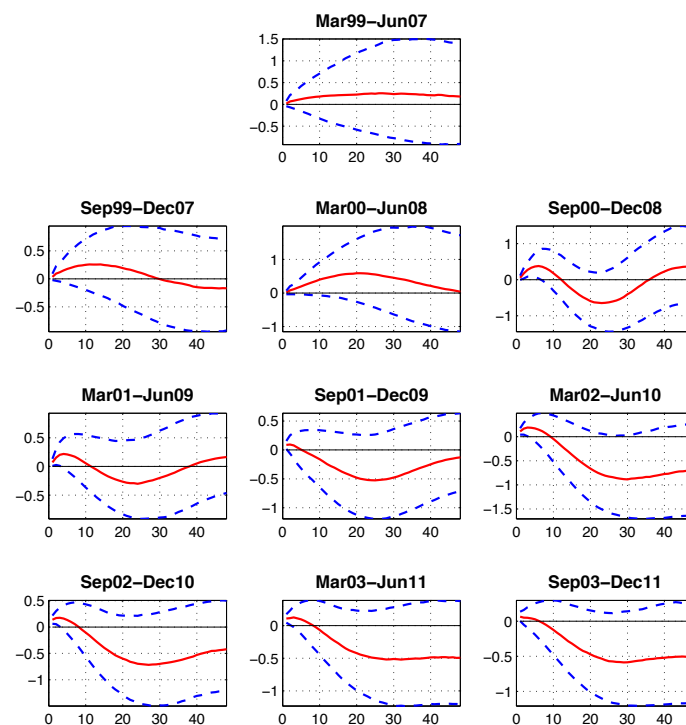 Mar99−Jun07
1.5
1
0.5
0
−0.5
0 10 20 30 40
Sep99−Dec07 Mar00−Jun08 Sep00−Dec08
0.5 1 1
0 0 0
−0.5 −1 −1
0 10 20 30 40 0 10 20 30 40 0 10 20 30 40
Mar01−Jun09 Sep01−Dec09 Mar02−Jun10
0.5 0.5 0
0 0 −0.5
−0.5 −0.5 −1
−1 −1.5
0 10 20 30 40 0 10 20 30 40 0 10 20 30 40
Sep02−Dec10 Mar03−Jun11 Sep03−Dec11
0.5 0 0
0 −0.5 −0.5
−0.5 −1 −1
−1
0 10 20 30 40 0 10 20 30 40 0 10 20 30 40